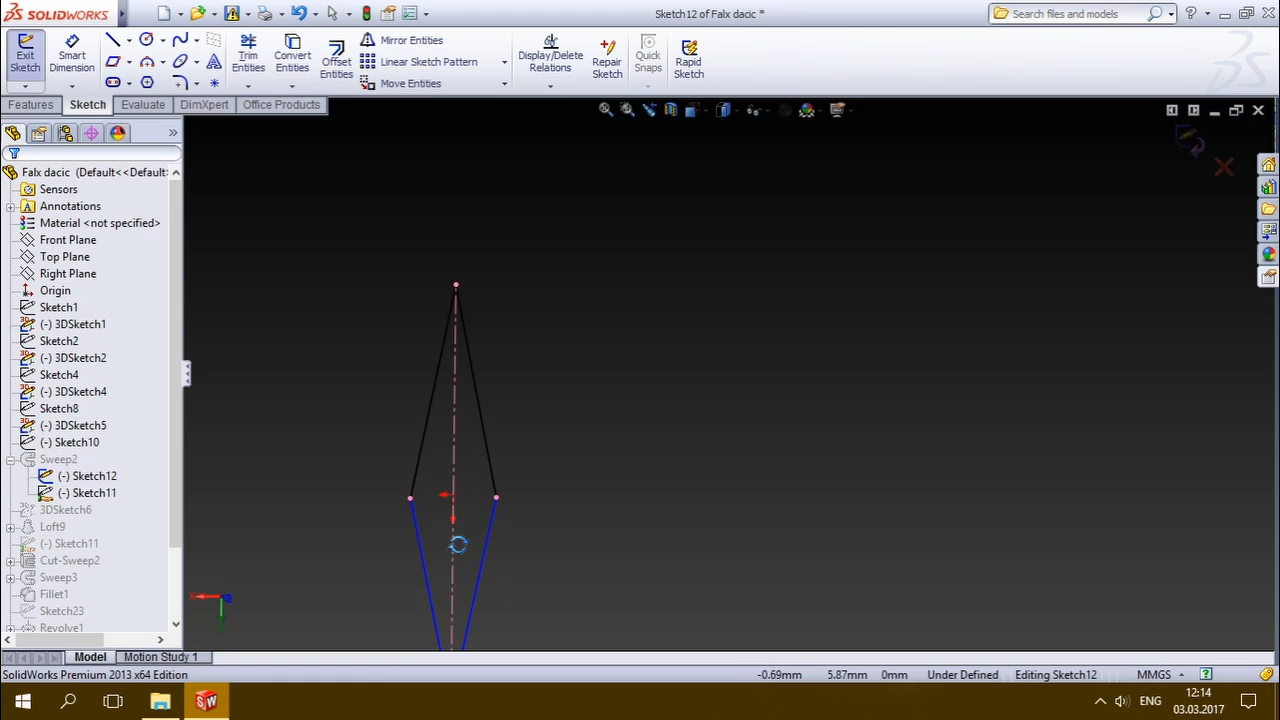 SOLIDWORKS
Sketch12 of Falx dacic *
Search files and models
Exit Sketch
Smart Dimension
Trim Entities
Convert Entities
Offset Entities
Mirror Entities
Linear Sketch Pattern
Move Entities
Display/Delete Relations
Repair Sketch
Quick Snaps
Rapid Sketch
Features
Sketch
Evaluate
DimXpert
Office Products
Falx dacic (Default<<Default
Sensors
Annotations
Material <not specified>
Front Plane
Top Plane
Right Plane
Origin
Sketch1
(-) 3DSketch1
Sketch2
(-) 3DSketch2
Sketch4
(-) 3DSketch4
Sketch8
(-) 3DSketch5
(-) Sketch10
Sweep2
(-) Sketch12
(-) Sketch11
3DSketch6
Loft9
(-) Sketch11
Cut-Sweep2
Sweep3
Fillet1
Sketch23
Revolve1
Model
Motion Study 1
SolidWorks Premium 2013 x64 Edition
-0.69mm
5.87mm
0mm
Under Defined
Editing Sketch12
MMGS
ENG
12:14
03.03.2017